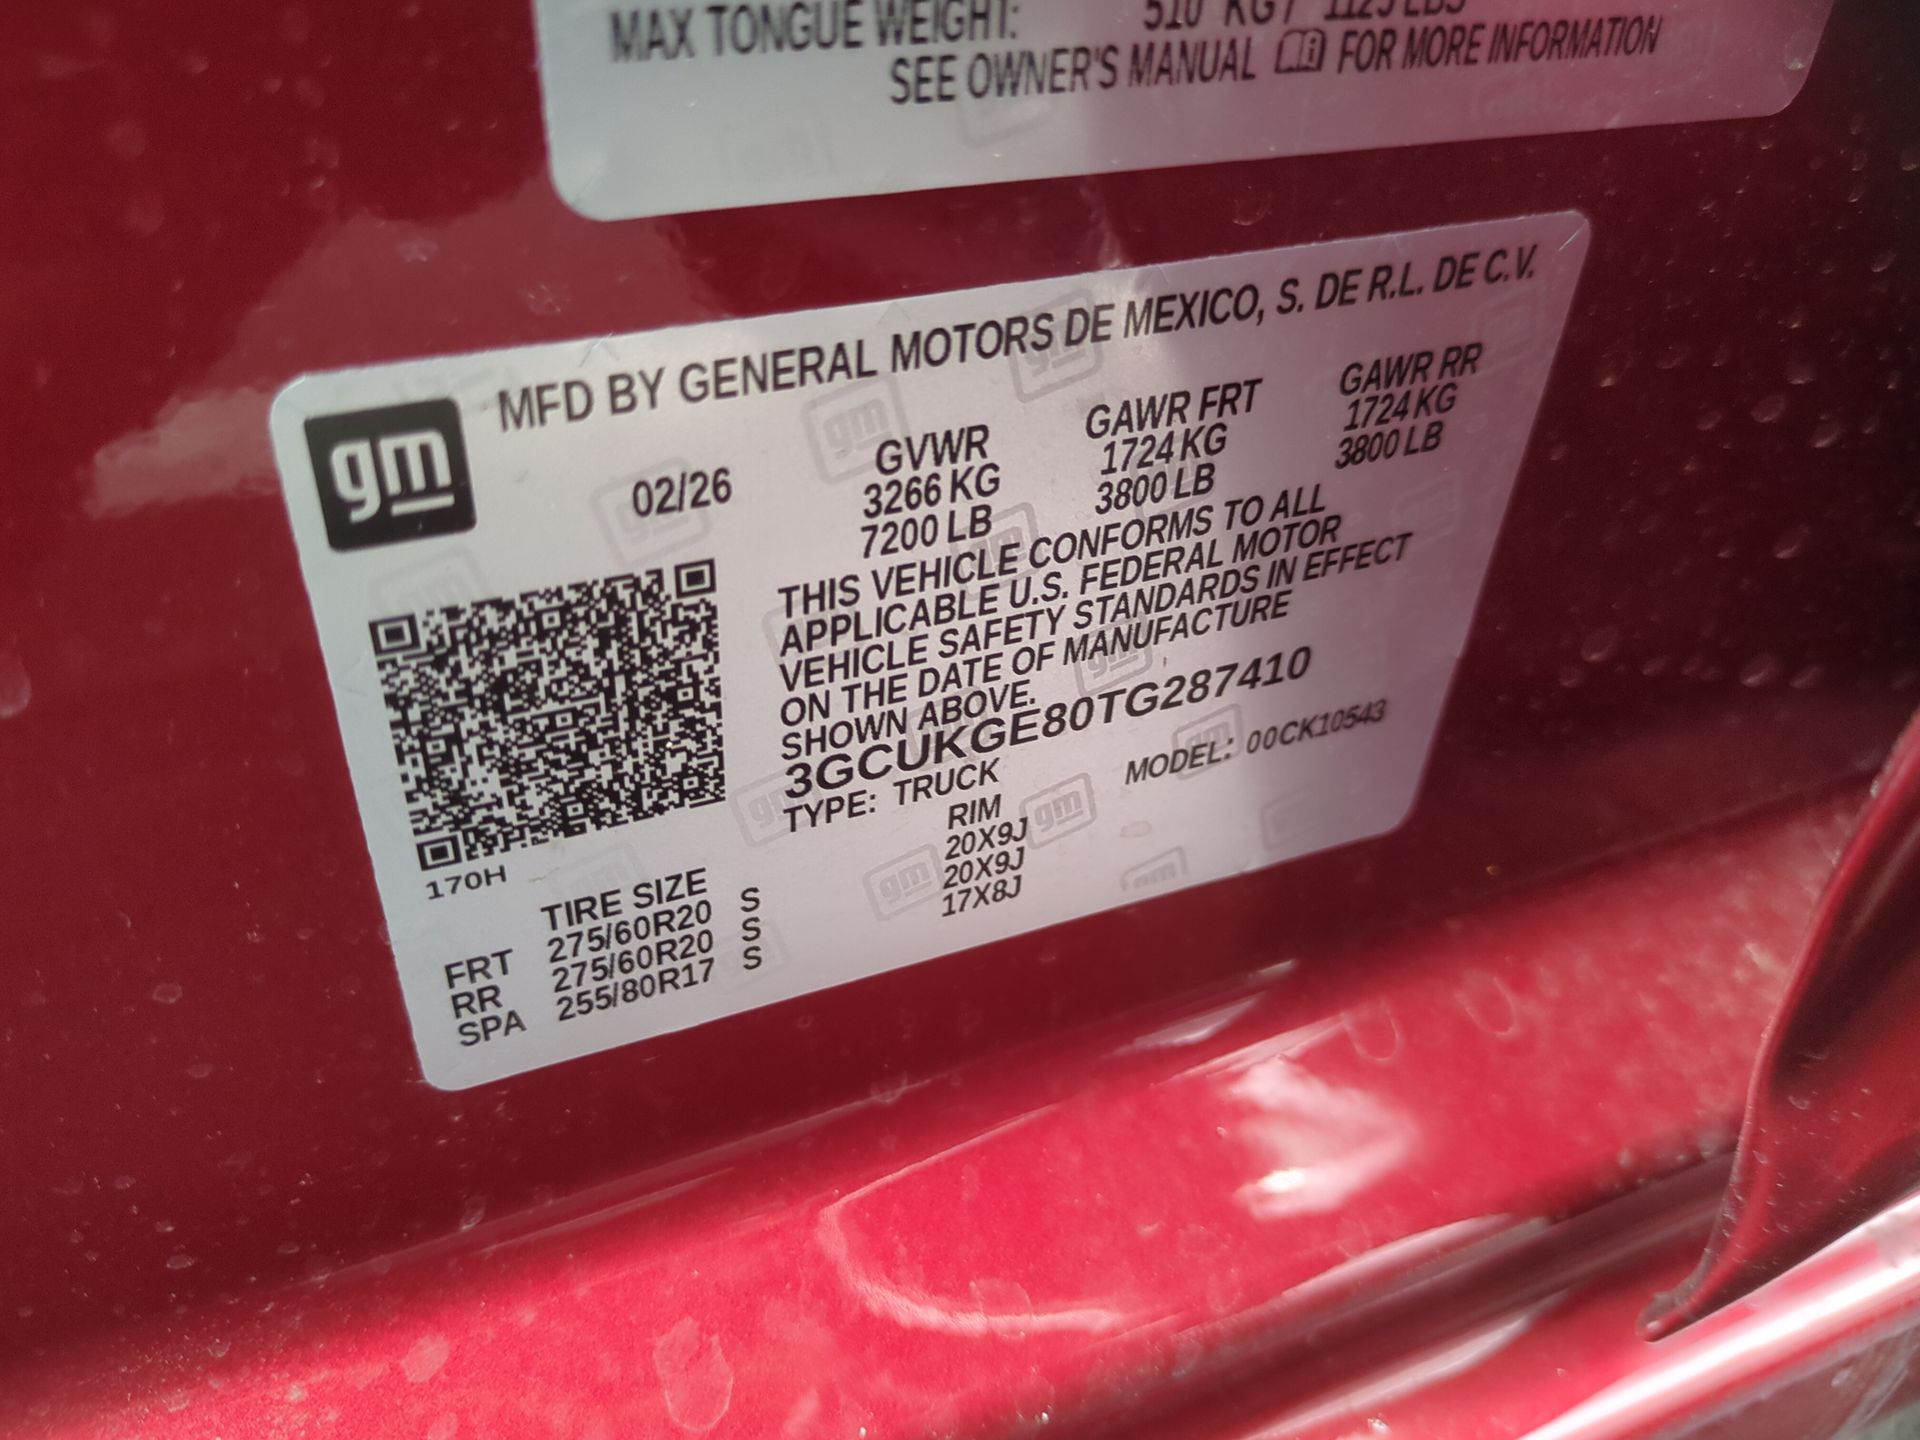 MAX TONGUE WEIGHT: 510 KG / 1125 LBS
SEE OWNER'S MANUAL FOR MORE INFORMATION
gm
MFD BY GENERAL MOTORS DE MEXICO, S. DE R.L. DE C.V.
02/26
GVWR
3266 KG
7200 LB
GAWR FRT
1724 KG
3800 LB
GAWR RR
1724 KG
3800 LB
THIS VEHICLE CONFORMS TO ALL
APPLICABLE U.S. FEDERAL MOTOR
VEHICLE SAFETY STANDARDS IN EFFECT
ON THE DATE OF MANUFACTURE
SHOWN ABOVE.
3GCUKGE80TG287410
TYPE: TRUCK MODEL: 00CK10543
170H
TIRE SIZE RIM
FRT 275/60R20 S 20X9J
RR 275/60R20 S 20X9J
SPA 255/80R17 S 17X8J